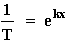 1/T = e^kx